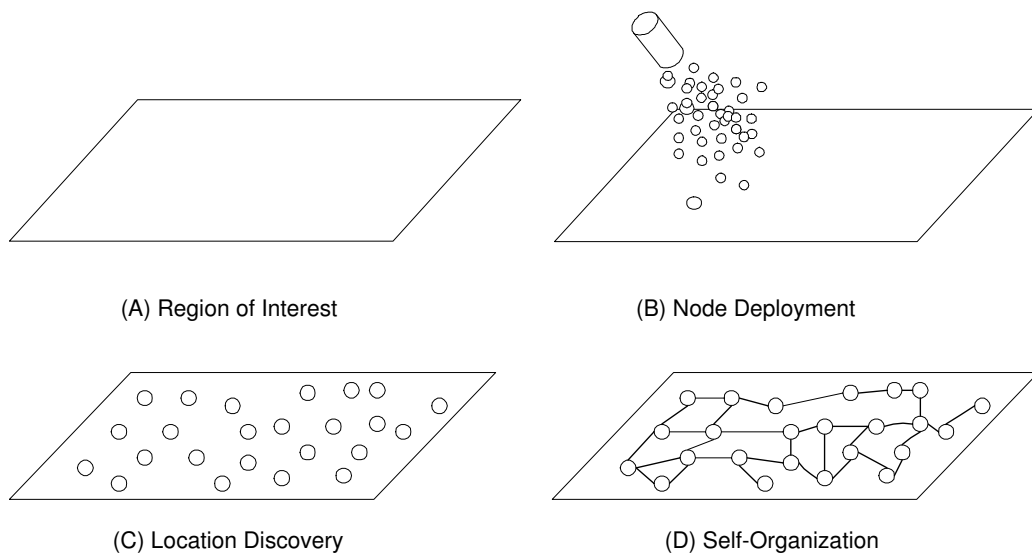 (A) Region of Interest
(B) Node Deployment
(C) Location Discovery
(D) Self-Organization